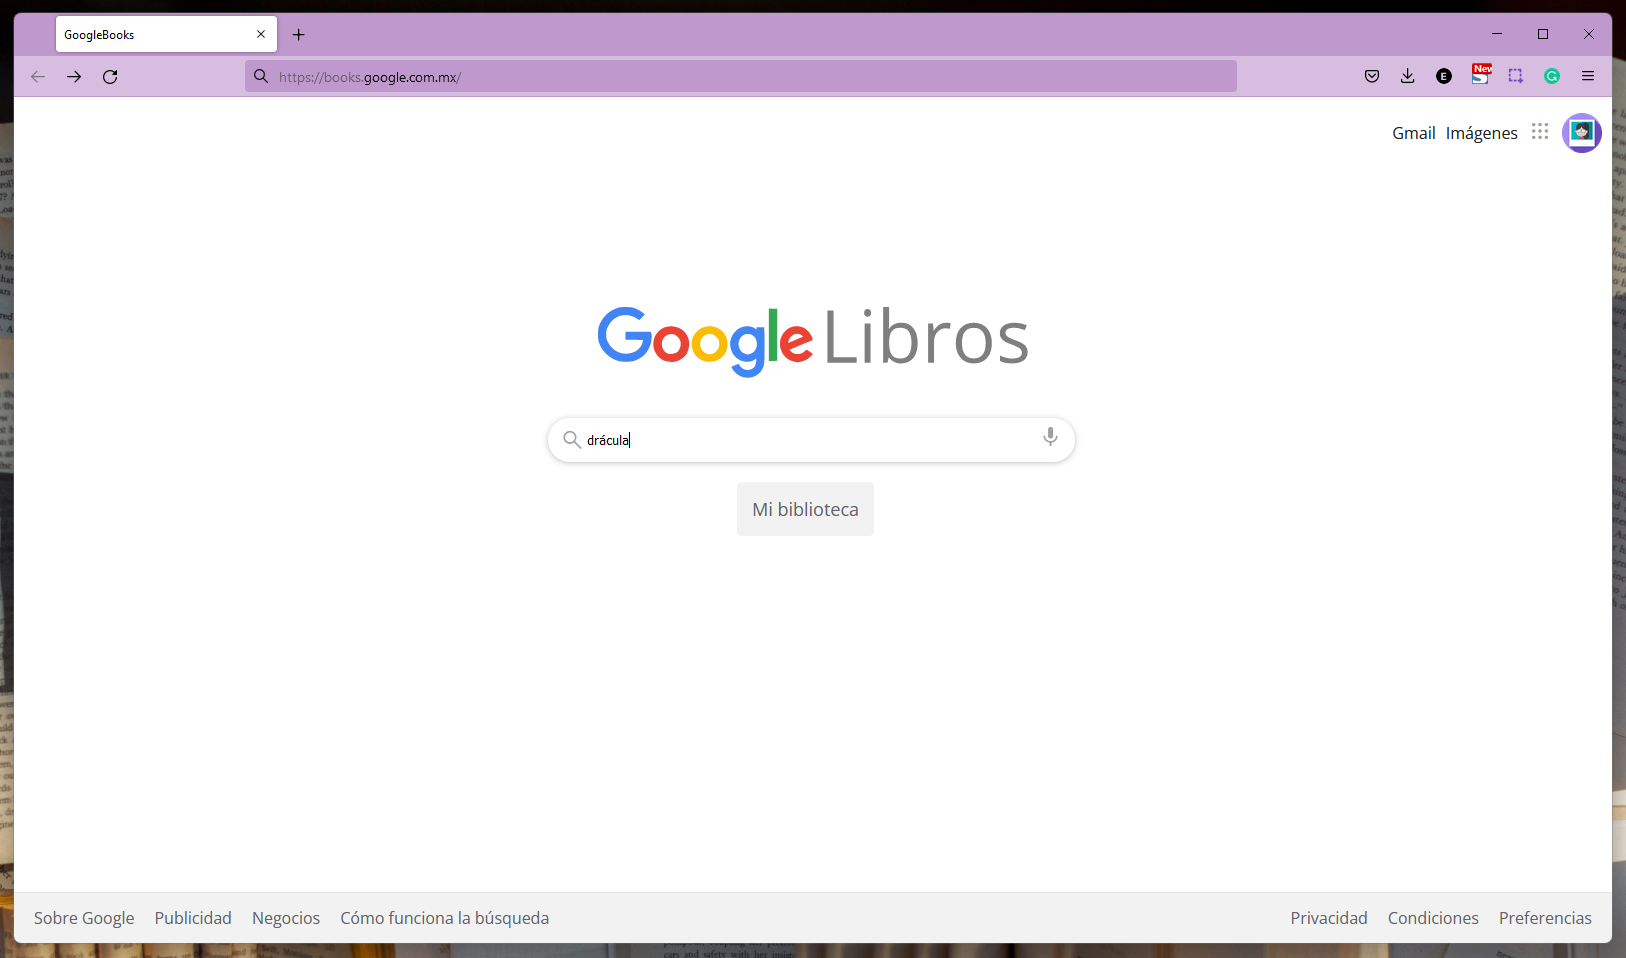 GoogleBooks
https://books.google.com.mx/
E
New
Gmail Imágenes
Google Libros
drácula
Mi biblioteca
Sobre Google Publicidad Negocios Cómo funciona la búsqueda
Privacidad Condiciones Preferencias